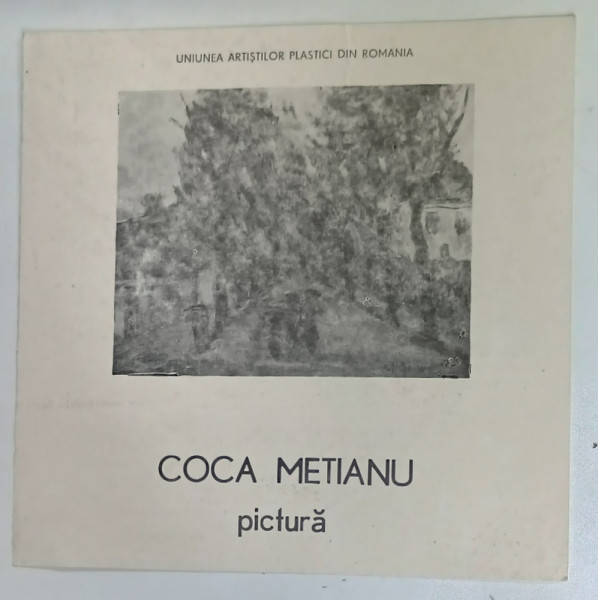 UNIUNEA ARTIȘTILOR PLASTICI DIN ROMANIA
COCA METIANU
pictură